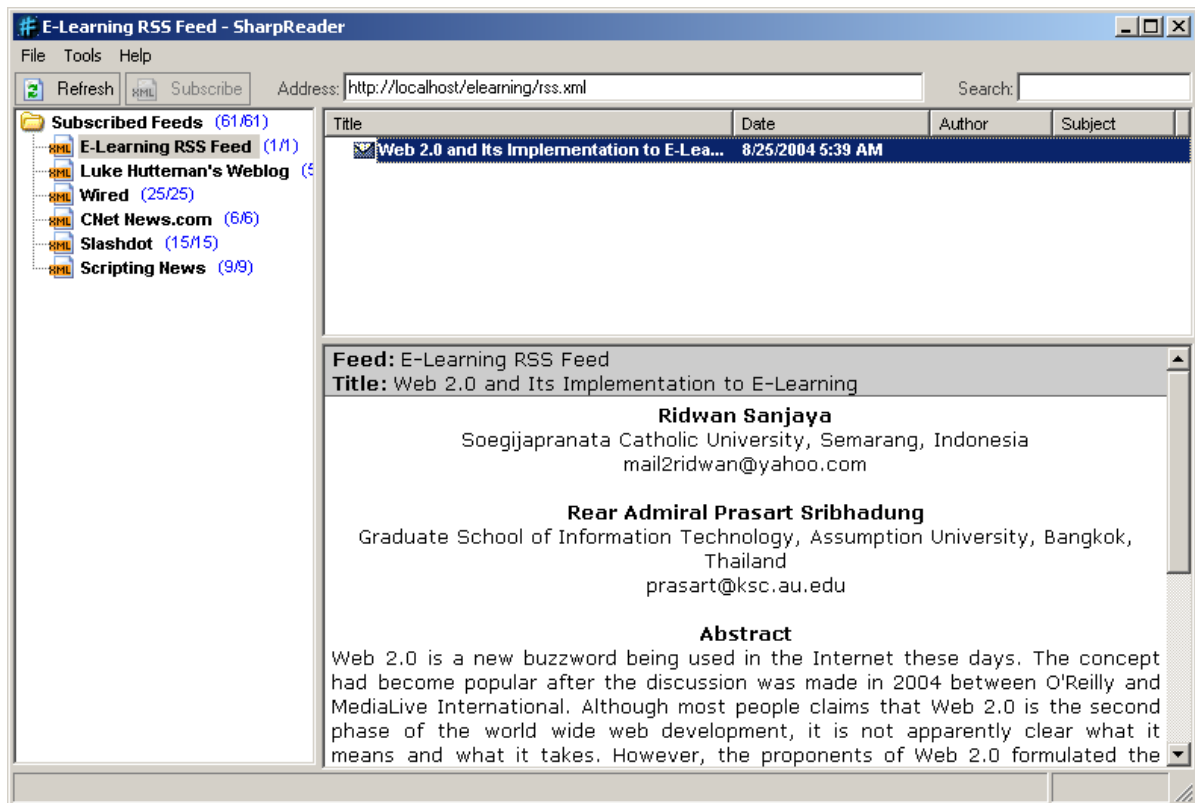 E-Learning RSS Feed - SharpReader
File Tools Help
Refresh XML Subscribe Address: http://localhost/elearning/rss.xml Search:
Subscribed Feeds (61/61)
XML E-Learning RSS Feed (1/1)
XML Luke Hutteman's Weblog (5
XML Wired (25/25)
XML CNet News.com (6/6)
XML Slashdot (15/15)
XML Scripting News (9/9)
Title Date Author Subject
Web 2.0 and Its Implementation to E-Lea... 8/25/2004 5:39 AM
Feed: E-Learning RSS Feed
Title: Web 2.0 and Its Implementation to E-Learning
Ridwan Sanjaya
Soegijapranata Catholic University, Semarang, Indonesia
mail2ridwan@yahoo.com
Rear Admiral Prasart Sribhadung
Graduate School of Information Technology, Assumption University, Bangkok,
Thailand
prasart@ksc.au.edu
Abstract
Web 2.0 is a new buzzword being used in the Internet these days. The concept
had become popular after the discussion was made in 2004 between O'Reilly and
MediaLive International. Although most people claims that Web 2.0 is the second
phase of the world wide web development, it is not apparently clear what it
means and what it takes. However, the proponents of Web 2.0 formulated the